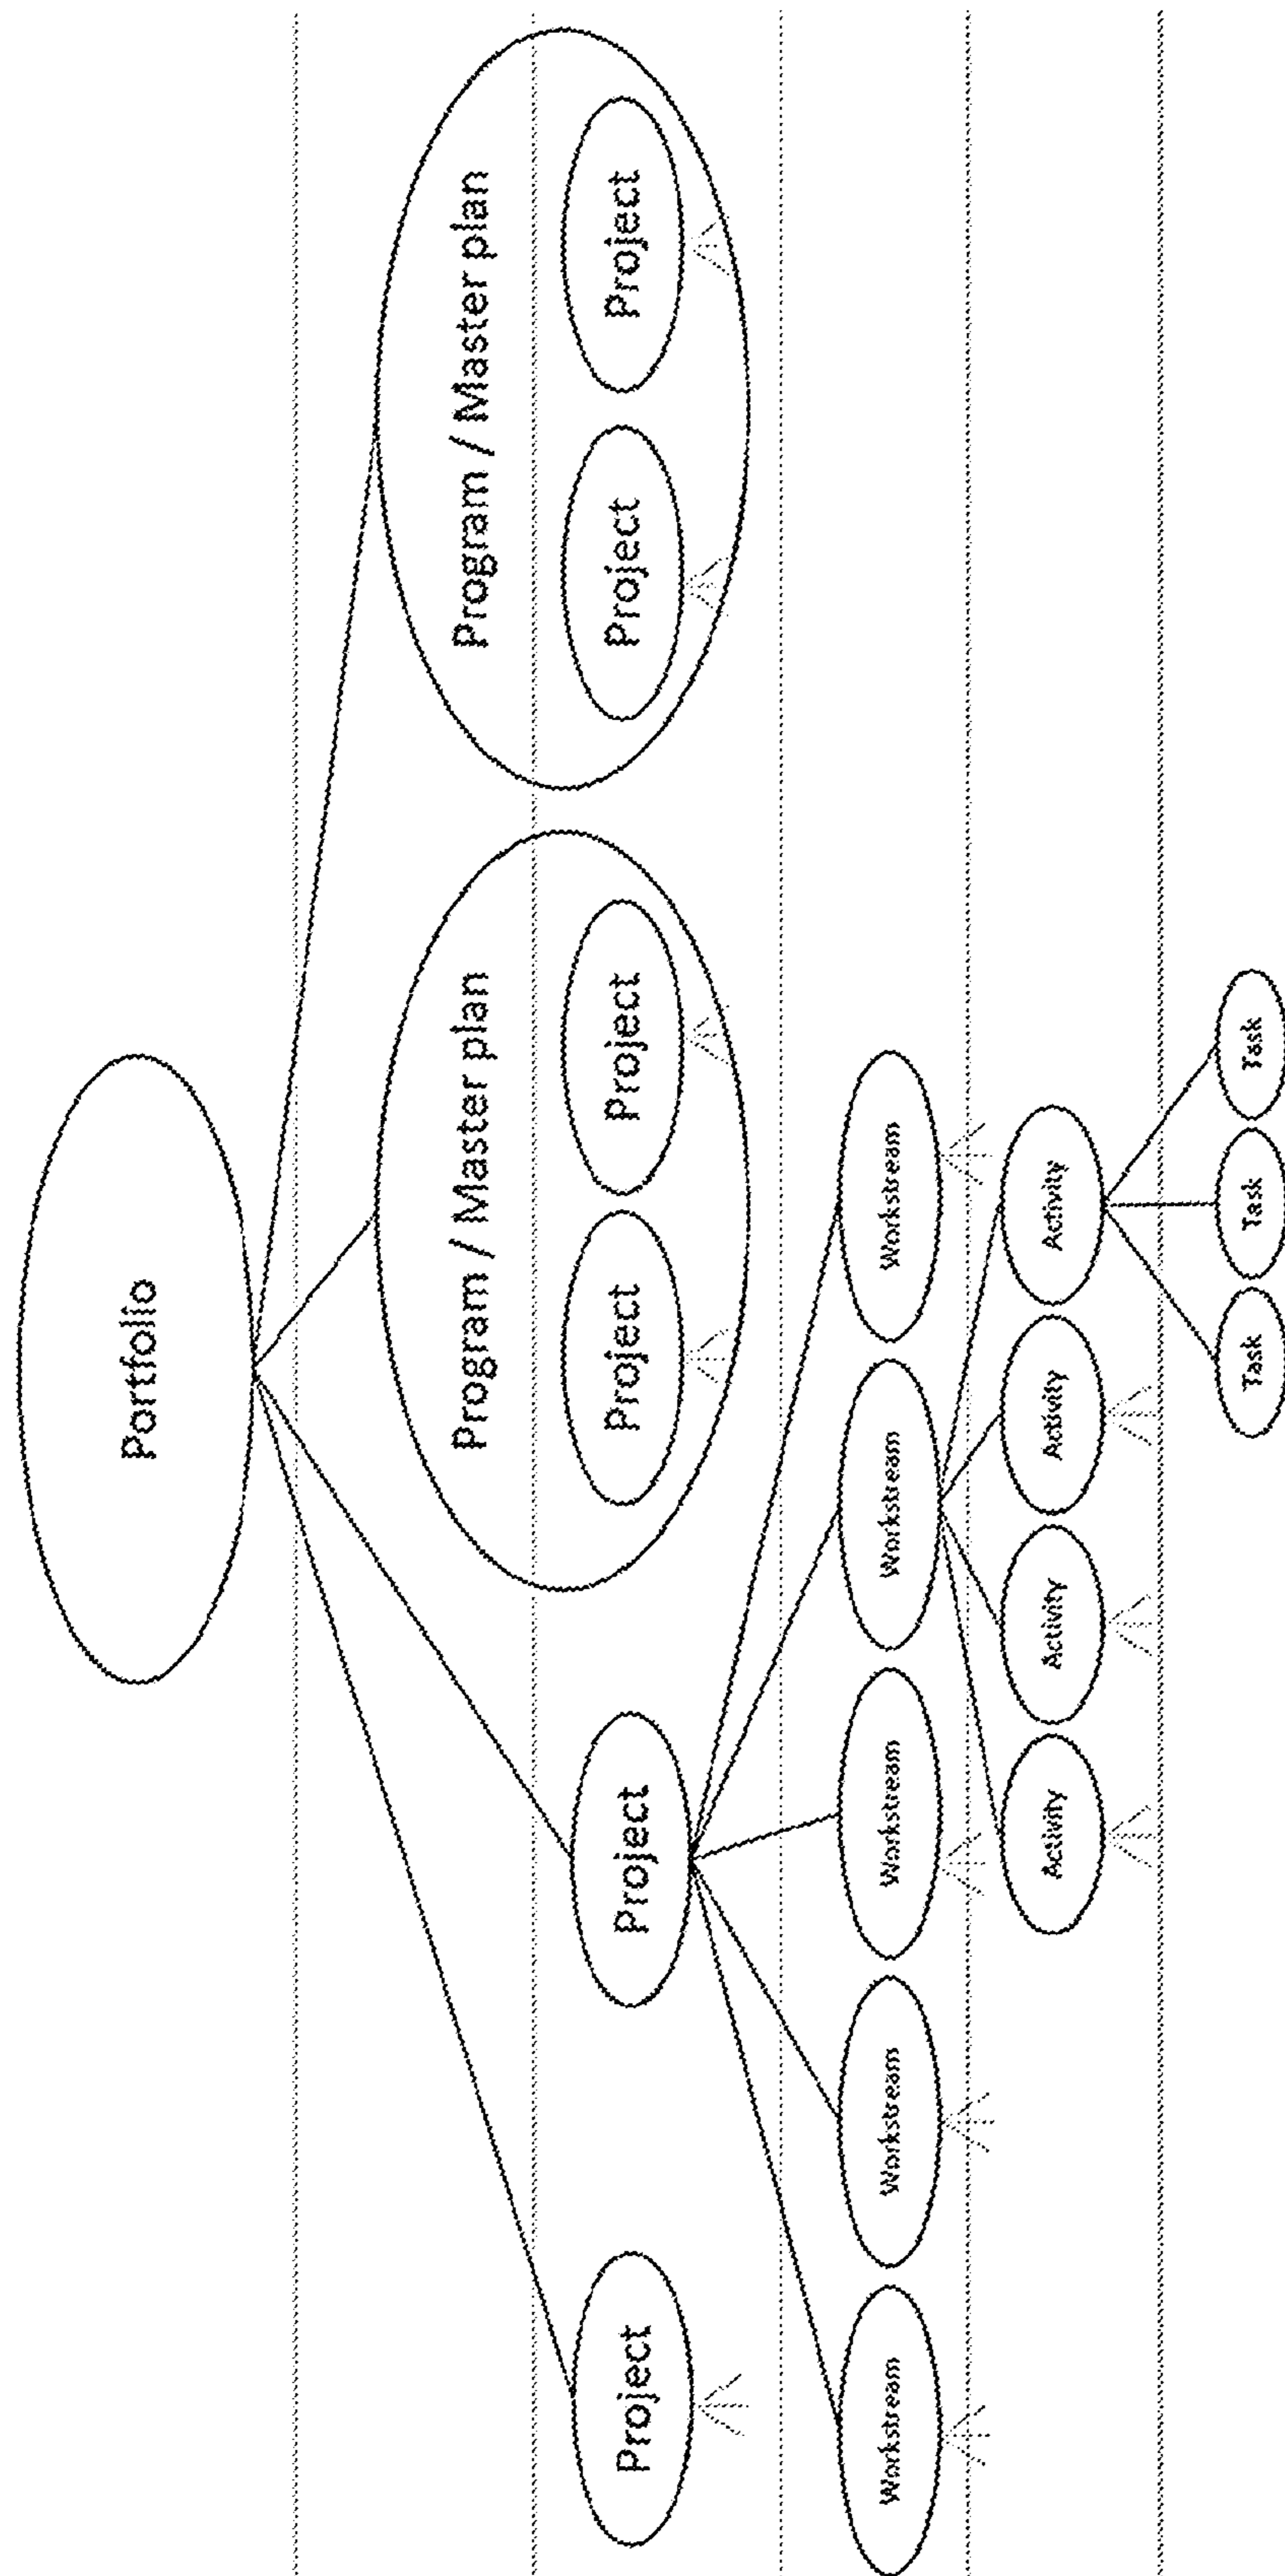 Portfolio
Program / Master plan
Program / Master plan
Project
Project
Project
Project
Project
Project
Workstream
Workstream
Workstream
Workstream
Workstream
Activity
Activity
Activity
Activity
Task
Task
Task